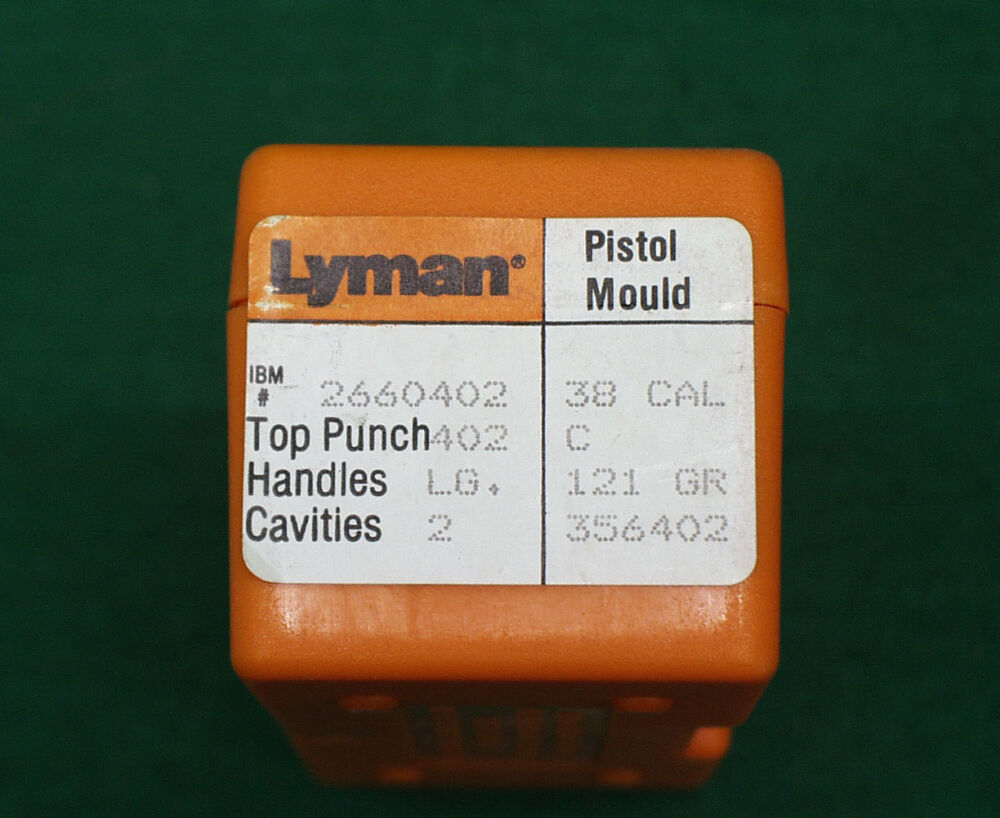 Lyman®
Pistol
Mould
IBM
# 2660402 38 CAL
Top Punch 402 C
Handles LG. 121 GR
Cavities 2 356402